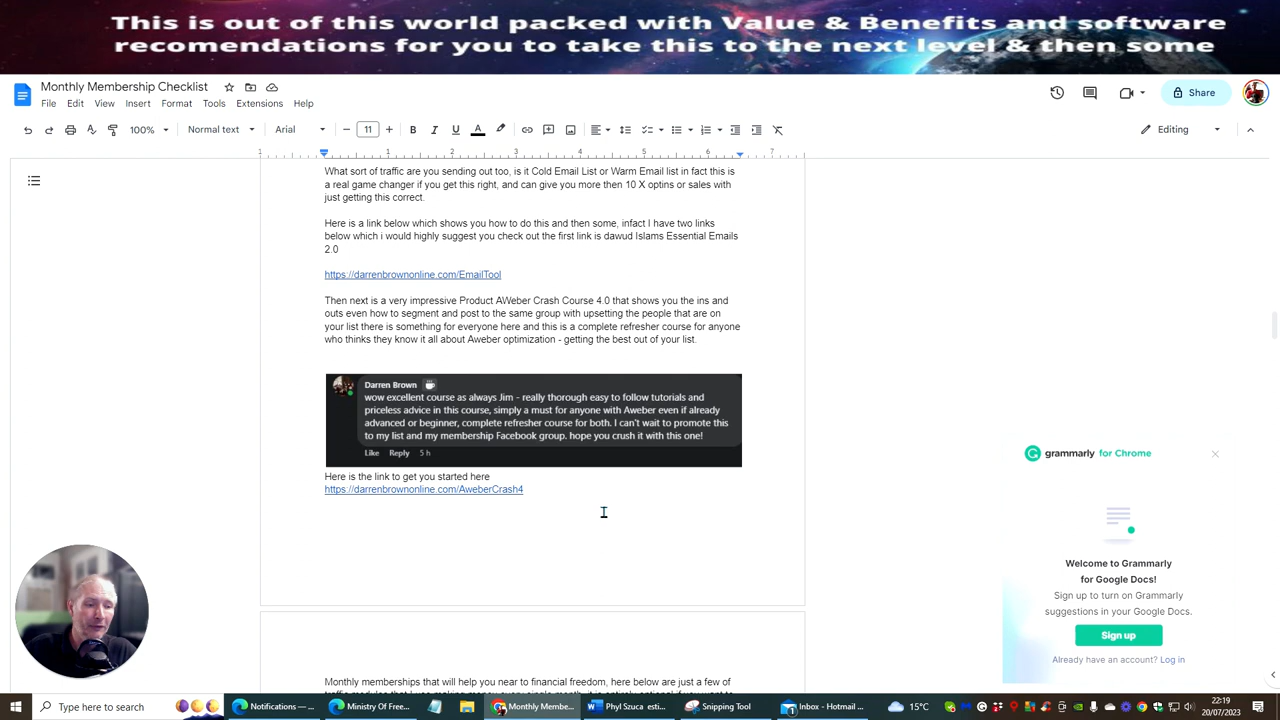 This is out of this world packed with Value & Benefits and software
recomendations for you to take this to the next level & then some
Monthly Membership Checklist
File Edit View Insert Format Tools Extensions Help
Share
100% Normal text Arial 11 Editing
1 1 2 3 4 5 6 7
What sort of traffic are you sending out too, is it Cold Email List or Warm Email list in fact this is
a real game changer if you get this right, and can give you more then 10 X optins or sales with
just getting this correct.
Here is a link below which shows you how to do this and then some, infact I have two links
below which i would highly suggest you check out the first link is dawud Islams Essential Emails
2.0
https://darrenbrownonline.com/EmailTool
Then next is a very impressive Product AWeber Crash Course 4.0 that shows you the ins and
outs even how to segment and post to the same group with upsetting the people that are on
your list there is something for everyone here and this is a complete refresher course for anyone
who thinks they know it all about Aweber optimization - getting the best out of your list.
Darren Brown
wow excellent course as always Jim - really thorough easy to follow tutorials and
priceless advice in this course, simply a must for anyone with Aweber even if already
advanced or beginner, complete refresher course for both. I can't wait to promote this
to my list and my membership Facebook group. hope you crush it with this one!
Like Reply 5 h
Here is the link to get you started here
https://darrenbrownonline.com/AweberCrash4
grammarly for Chrome
Welcome to Grammarly
for Google Docs!
Sign up to turn on Grammarly
suggestions in your Google Docs.
Sign up
Already have an account? Log in
Monthly memberships that will help you near to financial freedom, here below are just a few of
Type here to search
Notifications —...
Ministry Of Free...
Monthly Membe...
Phyl Szuca esti...
Snipping Tool
Inbox - Hotmail ...
15°C
22:19
20/07/2023